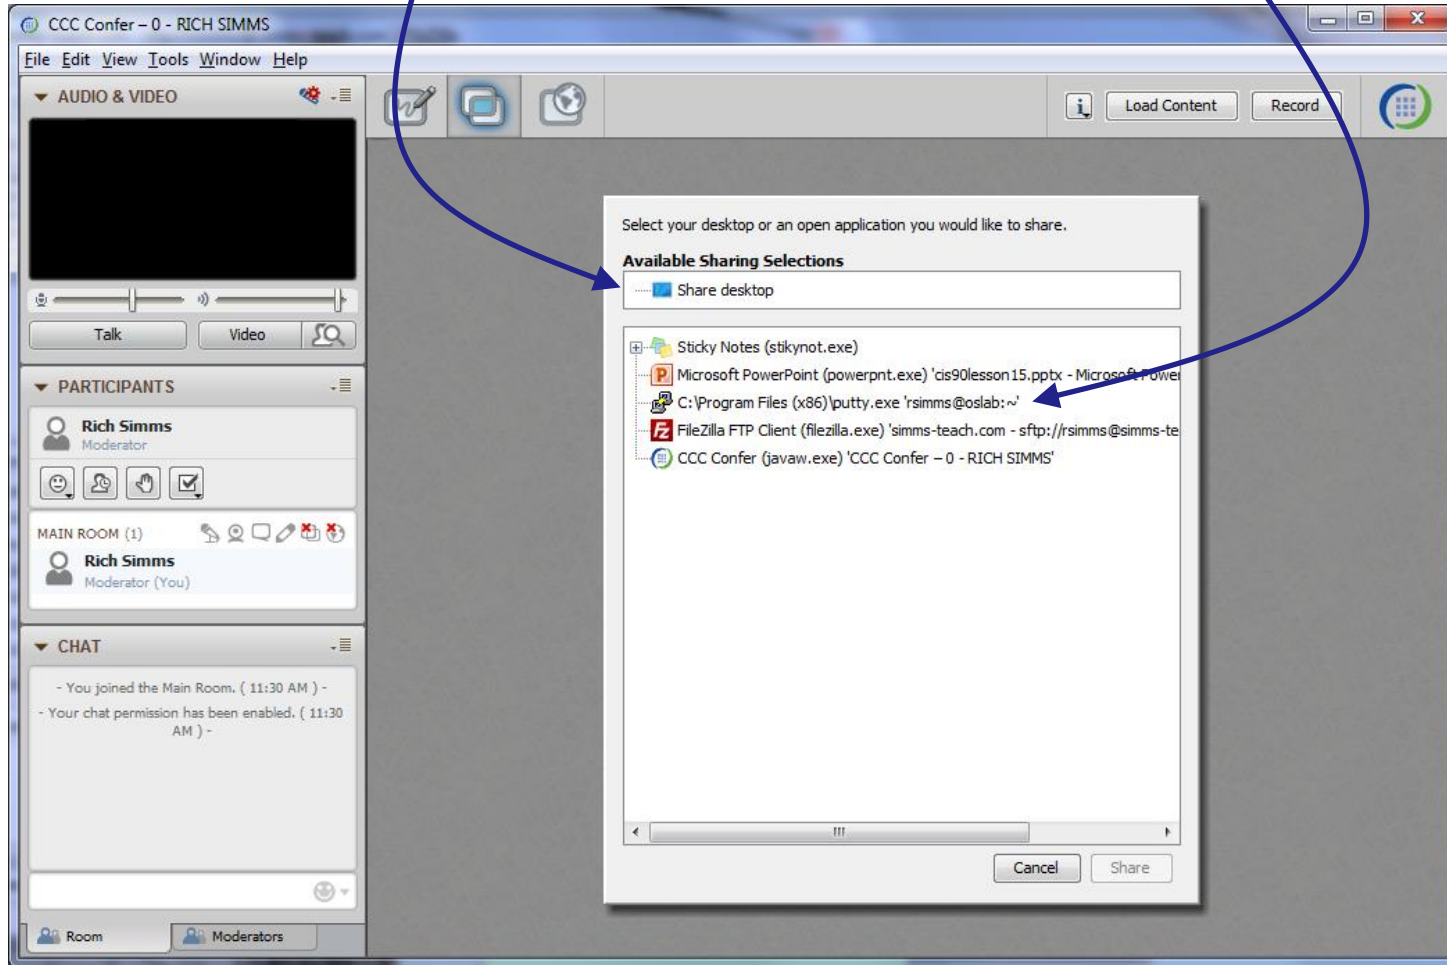 CCC Confer – 0 - RICH SIMMS
File Edit View Tools Window Help
AUDIO & VIDEO
Load Content
Record
Talk
Video
PARTICIPANTS
Rich Simms
Moderator
MAIN ROOM (1)
Rich Simms
Moderator (You)
CHAT
- You joined the Main Room. ( 11:30 AM ) -
- Your chat permission has been enabled. ( 11:30
AM ) -
Room
Moderators
Select your desktop or an open application you would like to share.
Available Sharing Selections
Share desktop
Sticky Notes (stikynot.exe)
Microsoft PowerPoint (powerpnt.exe) 'cis90lesson15.pptx - Microsoft Power
C:\Program Files (x86)\putty.exe 'rsimms@oslab:~'
FileZilla FTP Client (filezilla.exe) 'simms-teach.com - sftp://rsimms@simms-te
CCC Confer (javaw.exe) 'CCC Confer – 0 - RICH SIMMS'
Cancel
Share